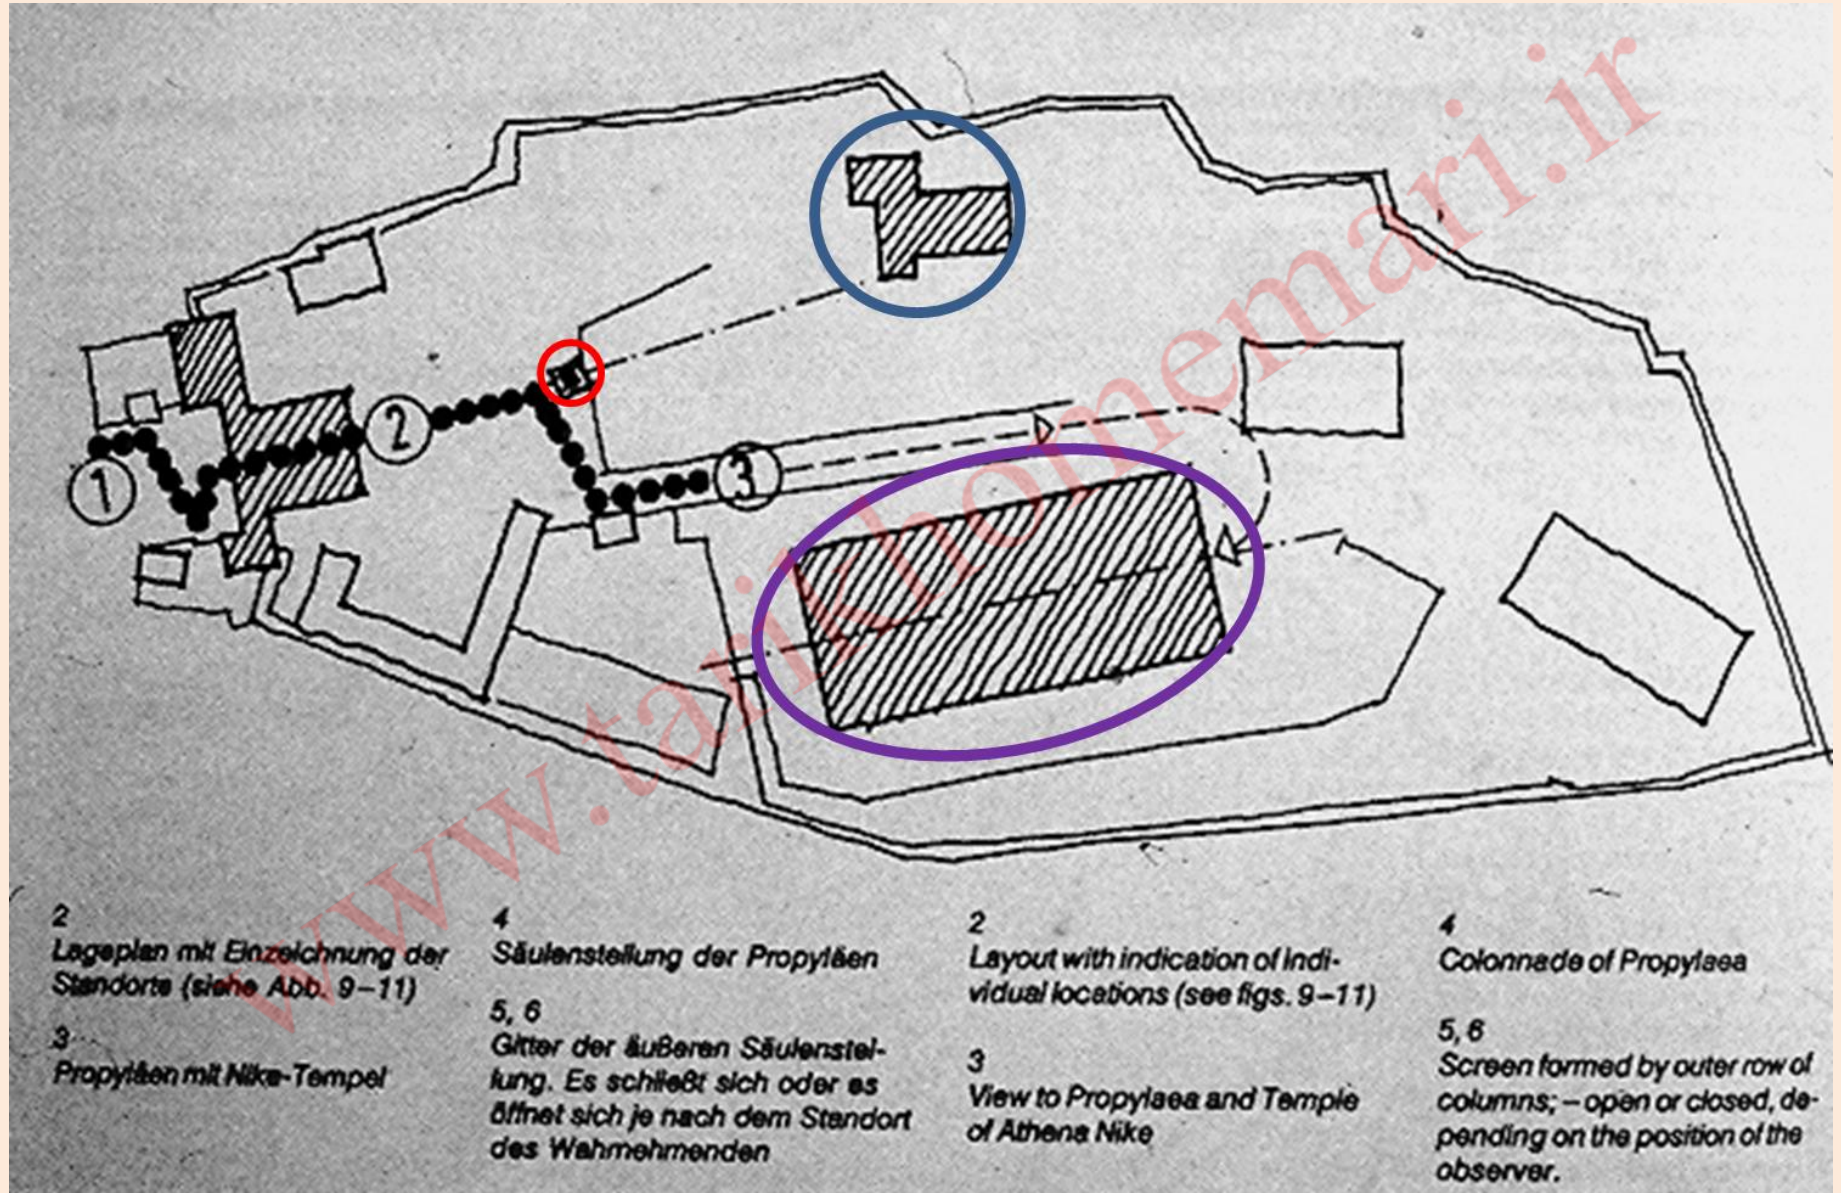 1
2
3
www.tarikhomemari.ir
2
Lageplan mit Einzeichnung der
Standorte (siehe Abb. 9–11)
3
Propyläen mit Nike-Tempel
4
Säulenstellung der Propyläen
5, 6
Gitter der äußeren Säulenstel-
lung. Es schließt sich oder es
öffnet sich je nach dem Standort
des Wahrnehmenden
2
Layout with indication of indi-
vidual locations (see figs. 9–11)
3
View to Propylaea and Temple
of Athena Nike
4
Colonnade of Propylaea
5, 6
Screen formed by outer row of
columns; – open or closed, de-
pending on the position of the
observer.